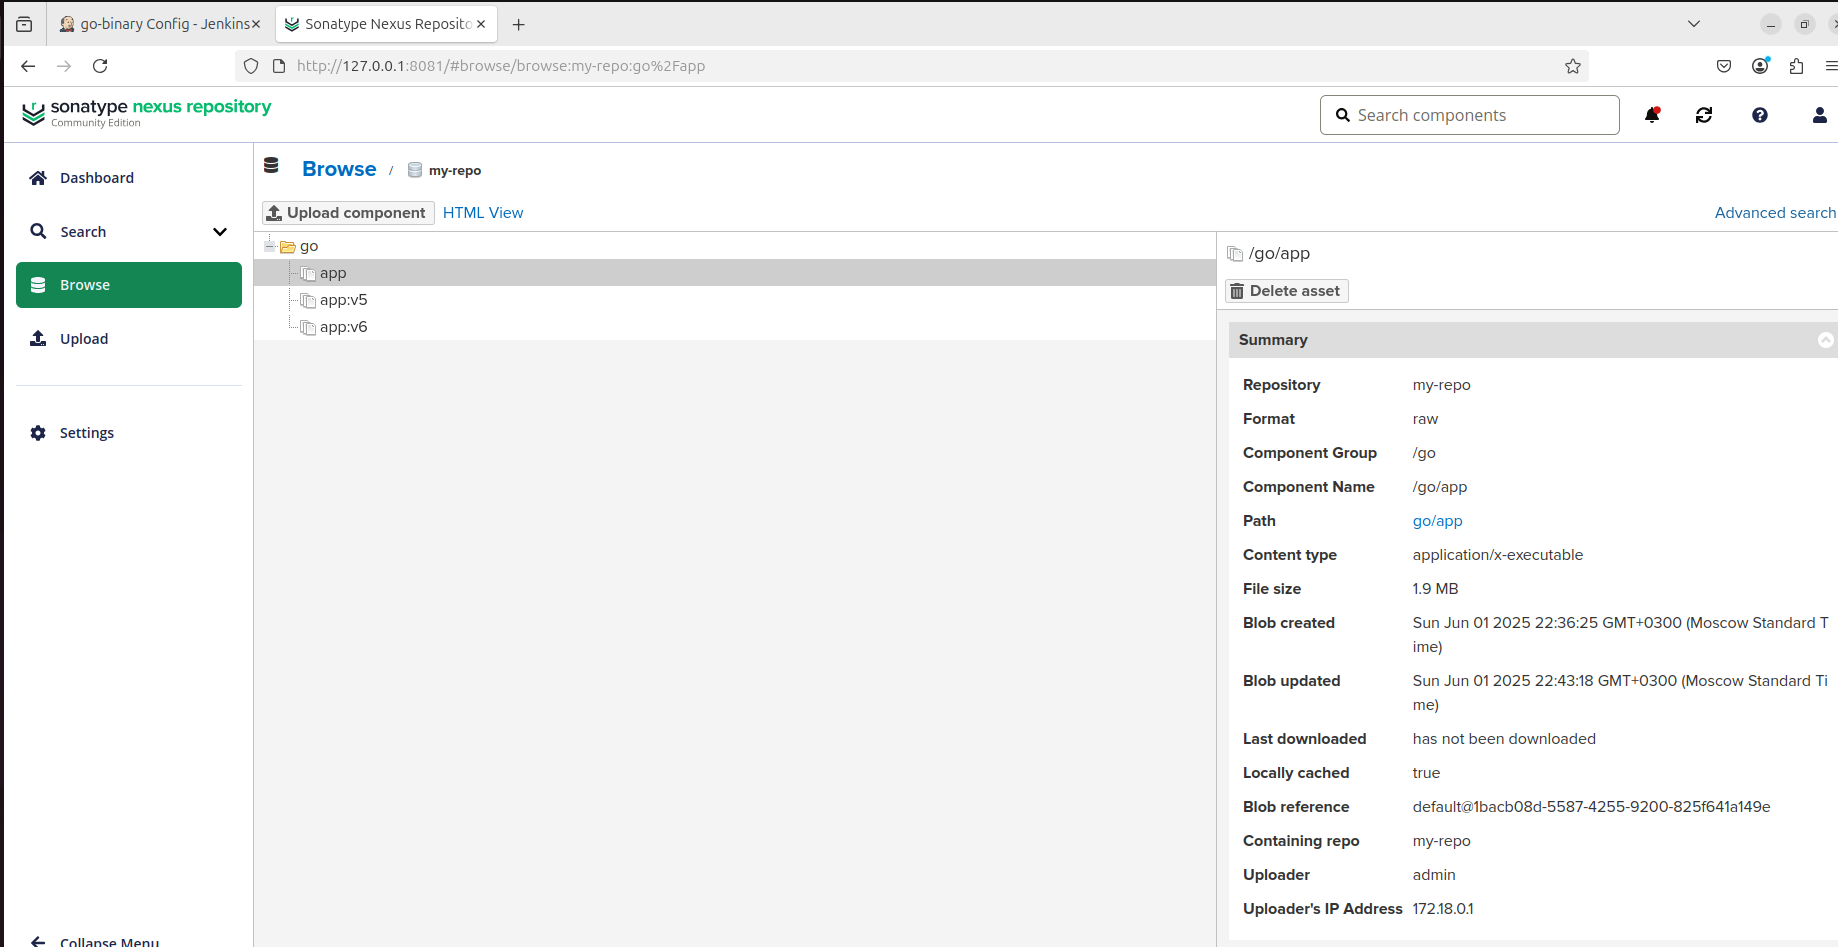 go-binary Config - Jenkins
Sonatype Nexus Reposito
http://127.0.0.1:8081/#browse/browse:my-repo:go%2Fapp
sonatype nexus repository
Community Edition
Search components
Dashboard
Search
Browse
Upload
Settings
Collapse Menu
Browse / my-repo
Upload component
HTML View
Advanced search
go
app
app:v5
app:v6
/go/app
Delete asset
Summary
Repository my-repo
Format raw
Component Group /go
Component Name /go/app
Path go/app
Content type application/x-executable
File size 1.9 MB
Blob created Sun Jun 01 2025 22:36:25 GMT+0300 (Moscow Standard T
ime)
Blob updated Sun Jun 01 2025 22:43:18 GMT+0300 (Moscow Standard Ti
me)
Last downloaded has not been downloaded
Locally cached true
Blob reference default@1bacb08d-5587-4255-9200-825f641a149e
Containing repo my-repo
Uploader admin
Uploader's IP Address 172.18.0.1